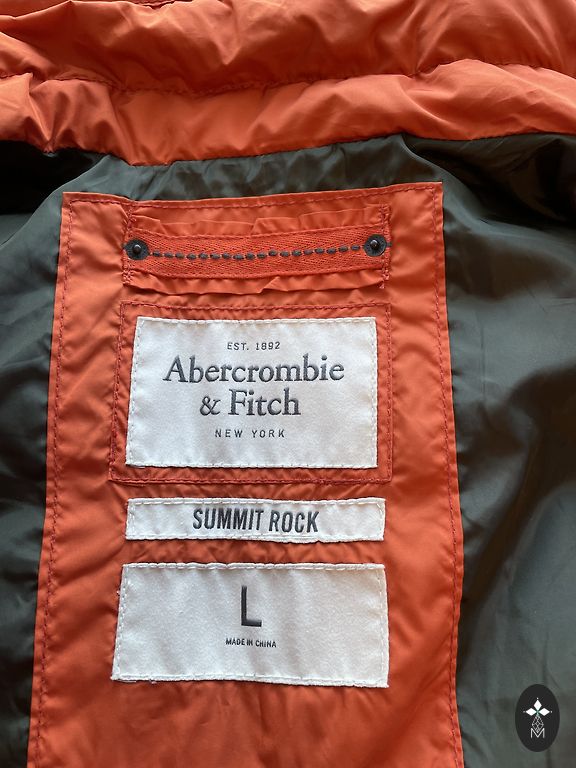 EST. 1892
Abercrombie
& Fitch
NEW YORK
SUMMIT ROCK
L
MADE IN CHINA
M